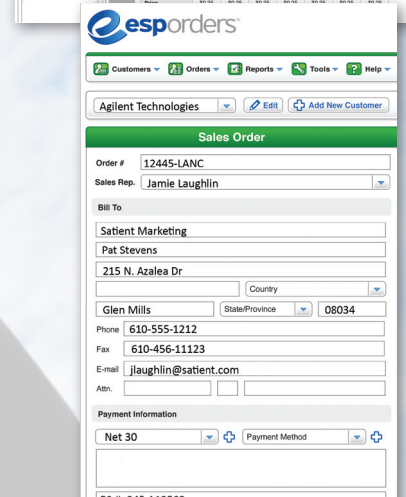 esporders
Customers Orders Reports Tools Help
Agilent Technologies Edit Add New Customer
Sales Order
Order # 12445-LANC
Sales Rep. Jamie Laughlin
Bill To
Satient Marketing
Pat Stevens
215 N. Azalea Dr
Country
Glen Mills State/Province 08034
Phone 610-555-1212
Fax 610-456-11123
E-mail jlaughlin@satient.com
Attn.
Payment Information
Net 30 Payment Method